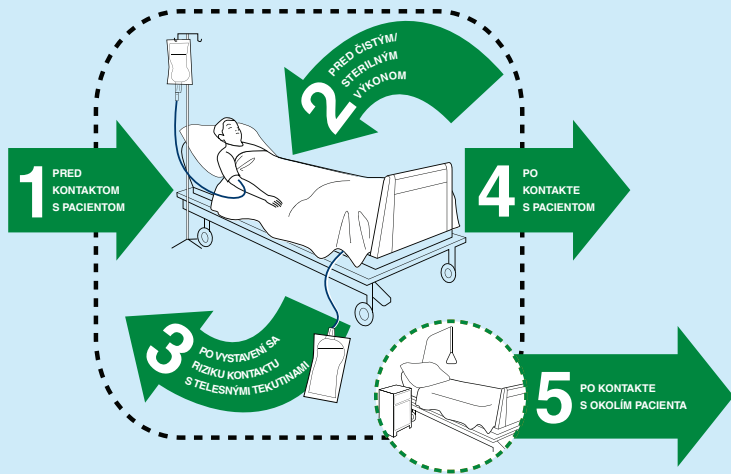 1
PRED
KONTAKTOM
S PACIENTOM
2
PRED ČISTÝM/
STERILNÝM
VÝKONOM
3
PO VYSTAVENÍ SA
RIZIKU KONTAKTU
S TELESNÝMI TEKUTINAMI
4
PO
KONTAKTE
S PACIENTOM
5
PO KONTAKTE
S OKOLÍM PACIENTA